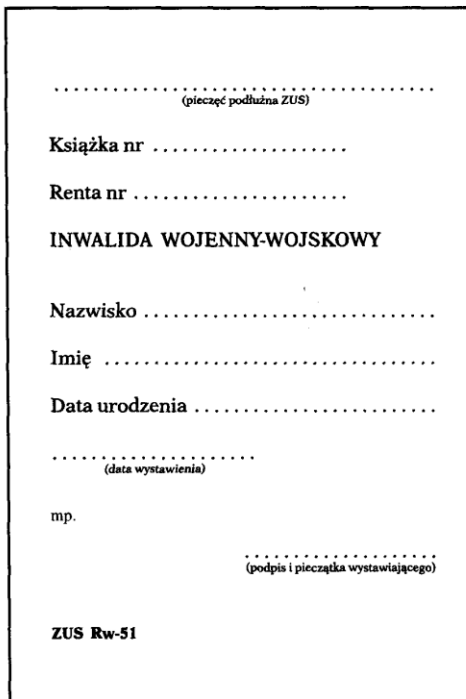 ........................................
(pieczęć podłużna ZUS)
Książka nr ....................
Renta nr ......................
INWALIDA WOJENNY-WOJSKOWY
Nazwisko ..............................
Imię ..................................
Data urodzenia .........................
.....................
(data wystawienia)
mp.
....................
(podpis i pieczątka wystawiającego)
ZUS Rw-51